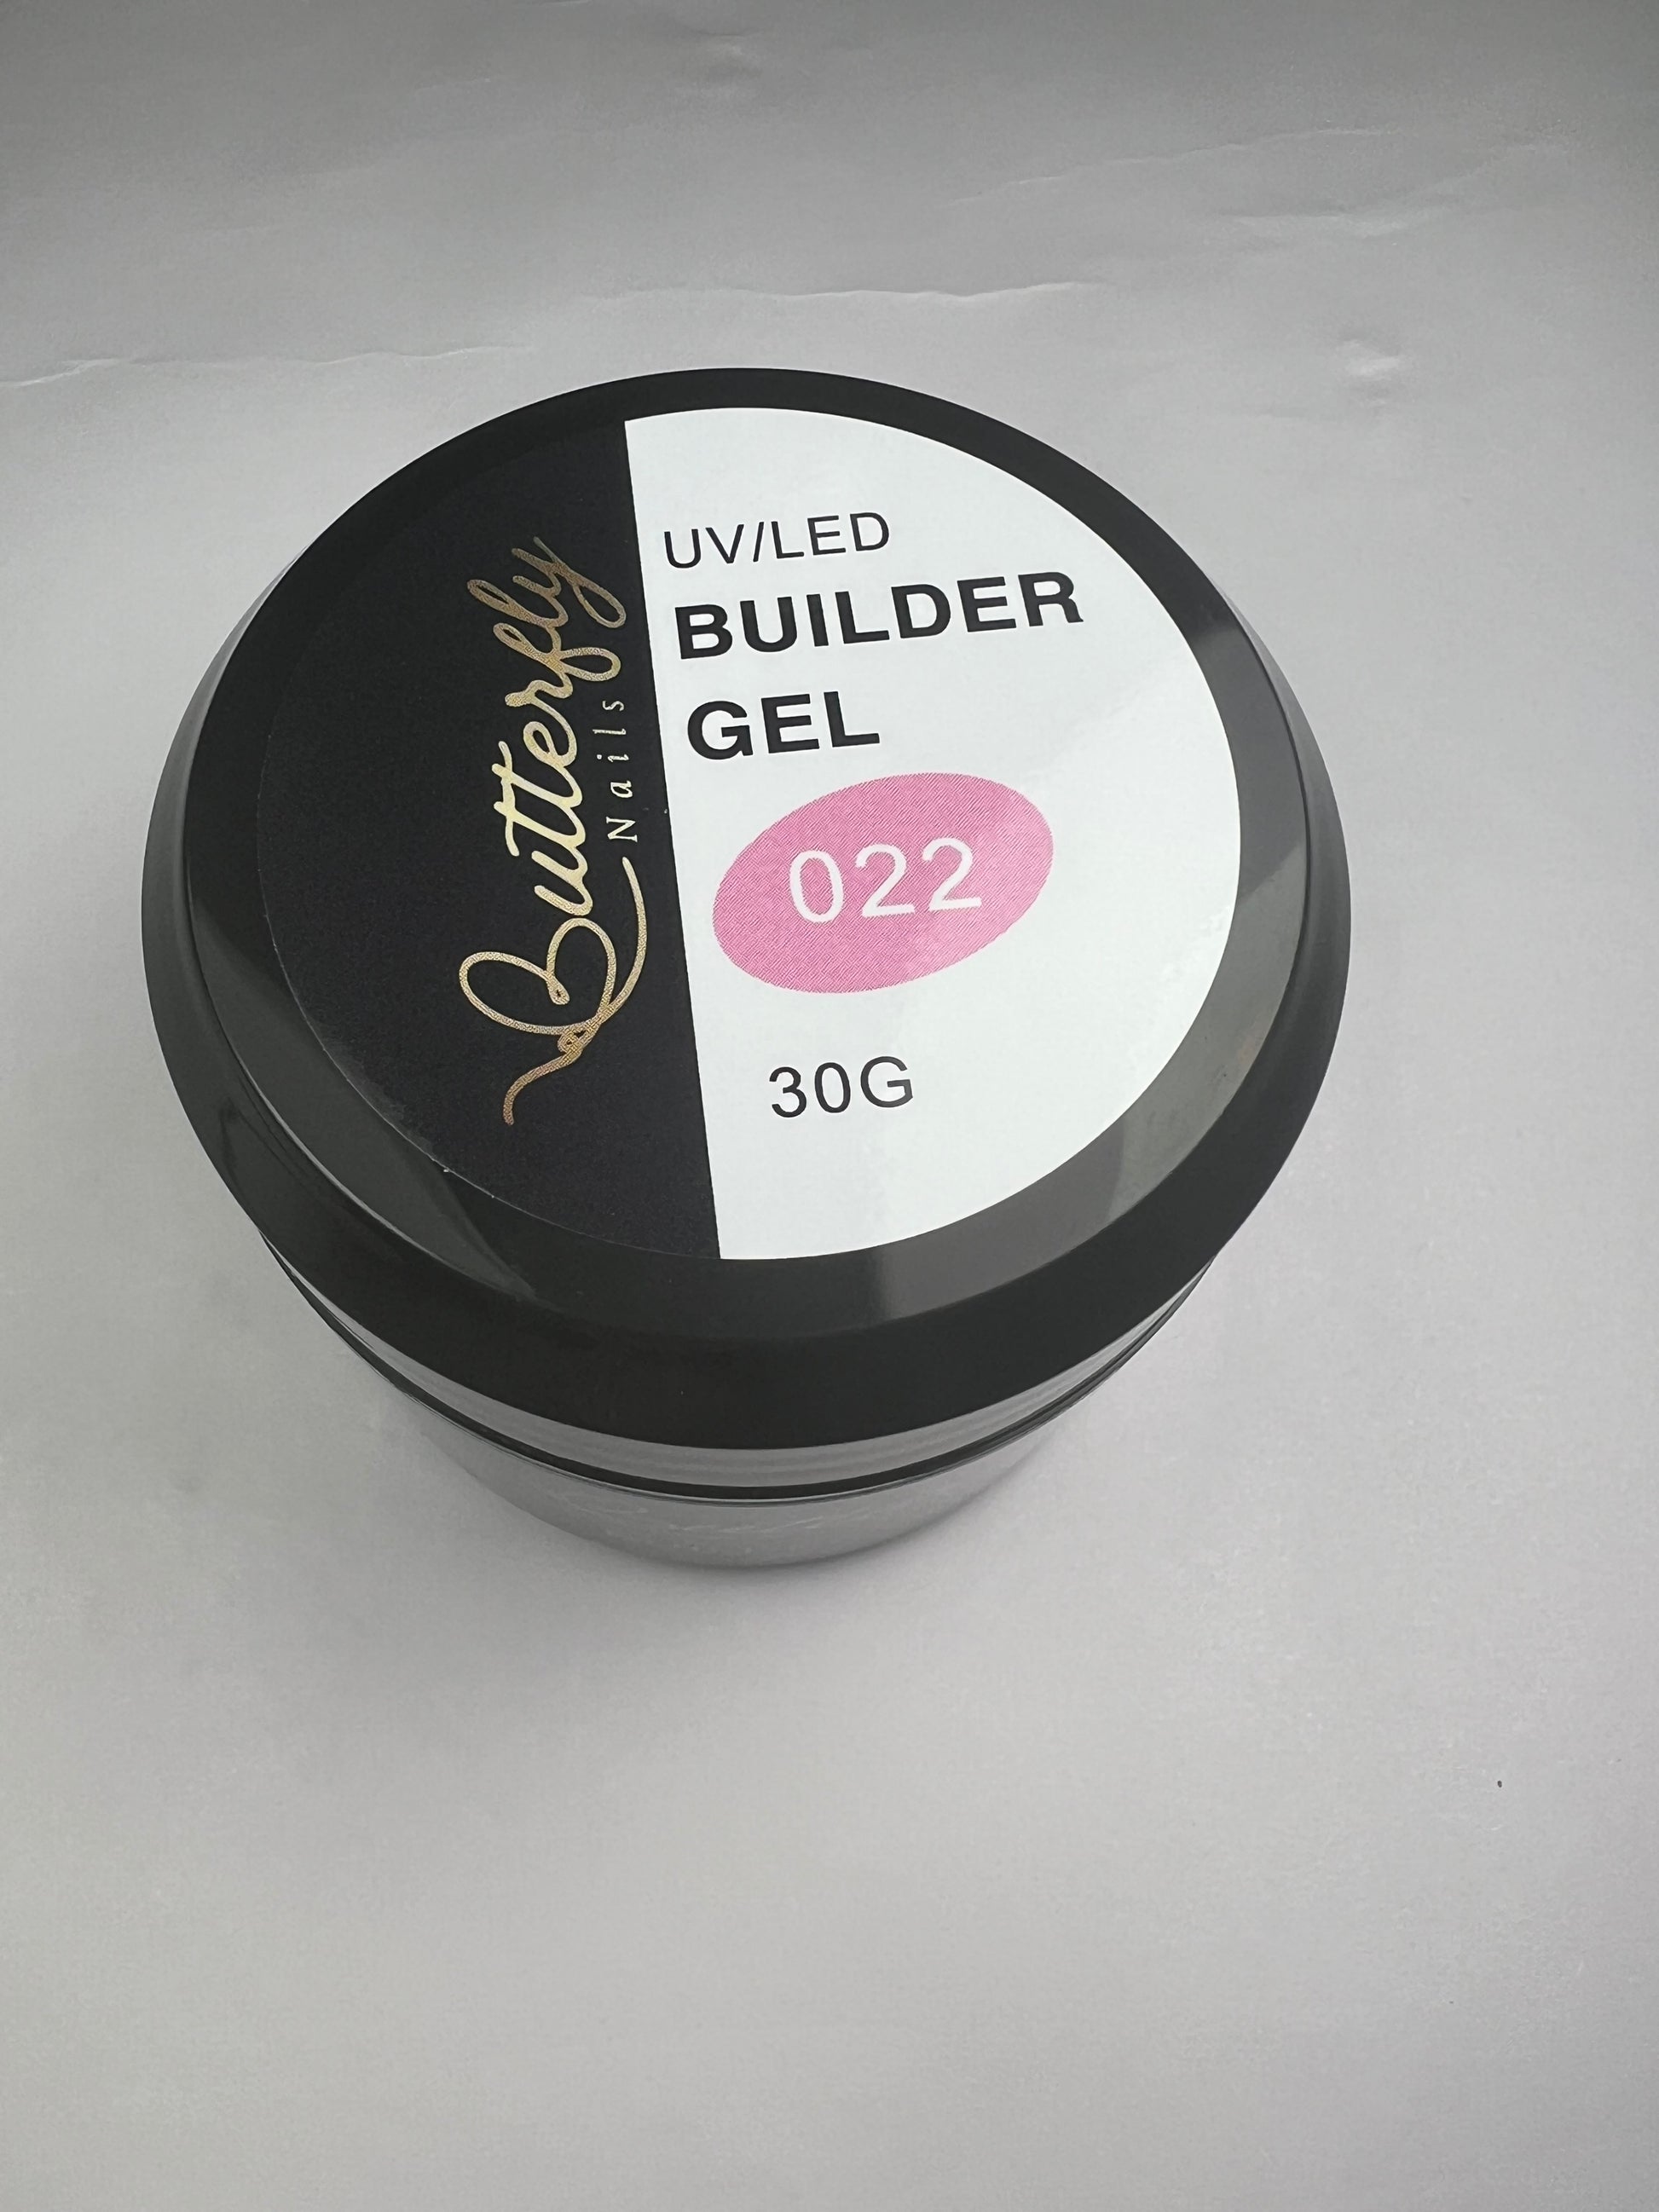 Butterfly
Nails
UV/LED
BUILDER
GEL
022
30G